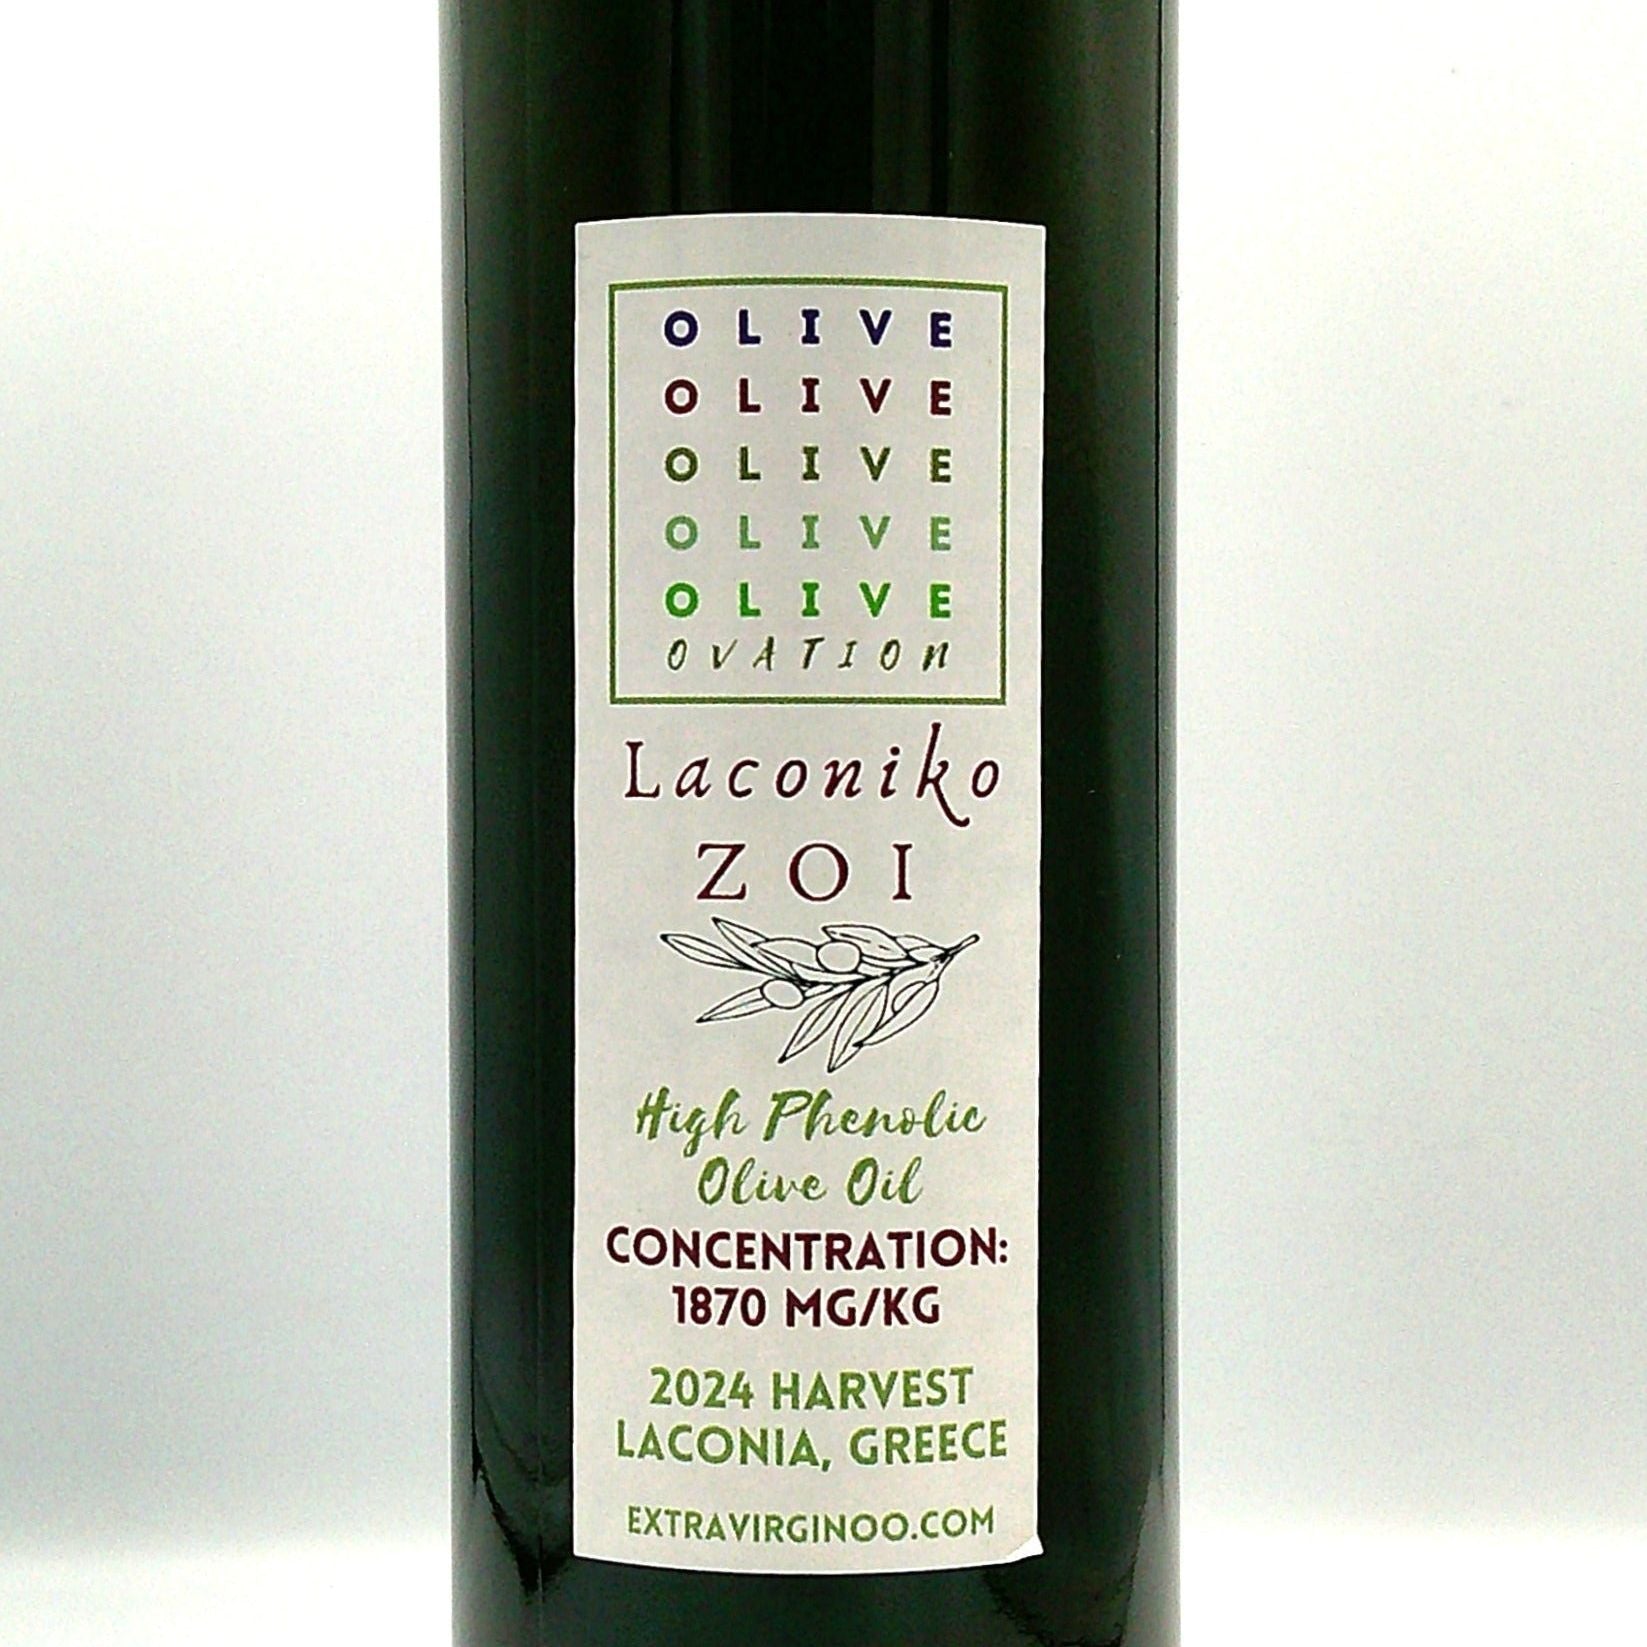 OLIVE
OLIVE
OLIVE
OLIVE
OLIVE
OVATION
Laconiko
ZOI
High Phenolic
Olive Oil
CONCENTRATION:
1870 MG/KG
2024 HARVEST
LACONIA, GREECE
EXTRAVIRGINOO.COM